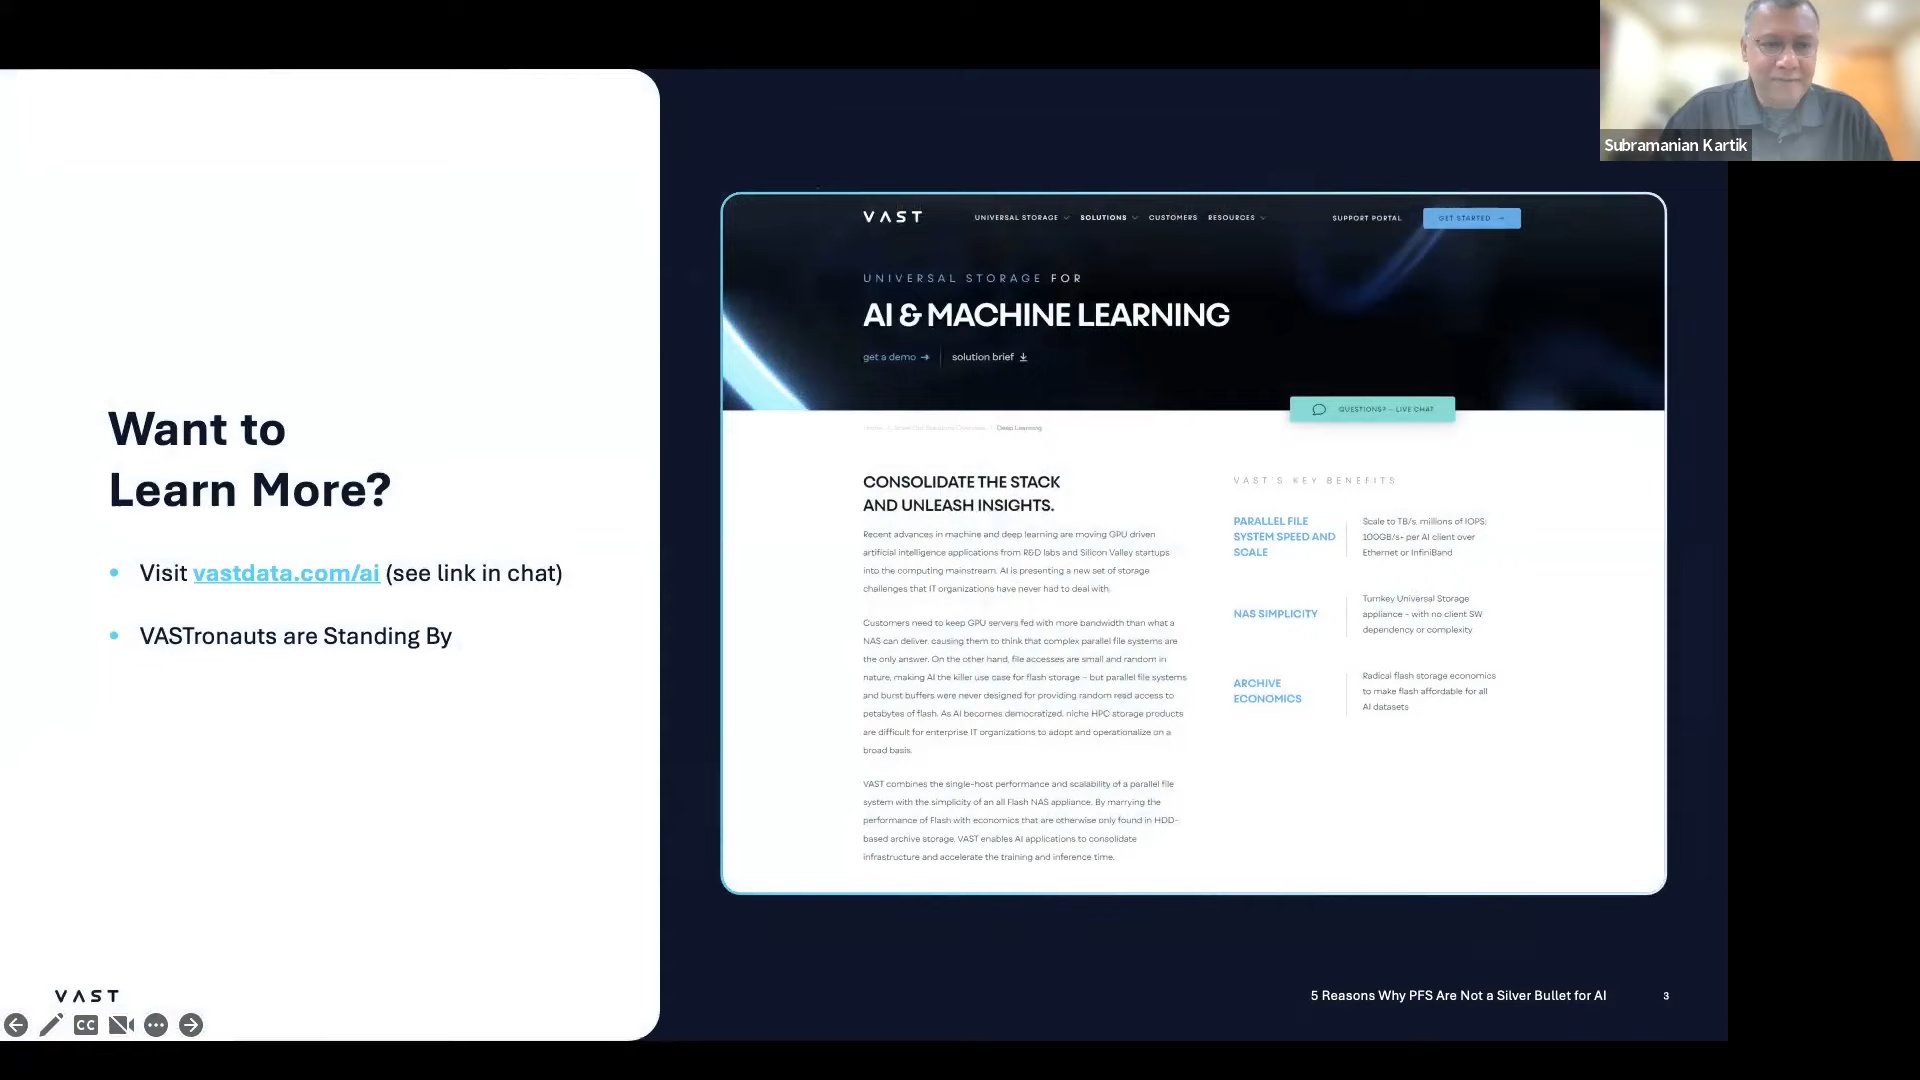 Subramanian Kartik
Want to
Learn More?
• Visit vastdata.com/ai (see link in chat)
• VASTronauts are Standing By
VAST
CC
VAST
UNIVERSAL STORAGE
SOLUTIONS
CUSTOMERS
RESOURCES
SUPPORT PORTAL
GET STARTED →
UNIVERSAL STORAGE FOR
AI & MACHINE LEARNING
get a demo →
solution brief
QUESTIONS? – LIVE CHAT
Home / / Deep Learning
CONSOLIDATE THE STACK
AND UNLEASH INSIGHTS.
Recent advances in machine and deep learning are moving GPU driven
artificial intelligence applications from R&D labs and Silicon Valley startups
into the computing mainstream. AI is presenting a new set of storage
challenges that IT organizations have never had to deal with.
Customers need to keep GPU servers fed with more bandwidth than what a
NAS can deliver, causing them to think that complex parallel file systems are
the only answer. On the other hand, file accesses are small and random in
nature, making AI the killer use case for flash storage – but parallel file systems
and burst buffers were never designed for providing random read access to
petabytes of flash. As AI becomes democratized, niche HPC storage products
are difficult for enterprise IT organizations to adopt and operationalize on a
broad basis.
VAST combines the single-host performance and scalability of a parallel file
system with the simplicity of an all Flash NAS appliance. By marrying the
performance of Flash with economics that are otherwise only found in HDD-
based archive storage, VAST enables AI applications to consolidate
infrastructure and accelerate the training and inference time.
VAST'S KEY BENEFITS
PARALLEL FILE
SYSTEM SPEED AND
SCALE
Scale to TB/s, millions of IOPS;
100GB/s+ per AI client over
Ethernet or InfiniBand
NAS SIMPLICITY
Turnkey Universal Storage
appliance – with no client SW
dependency or complexity
ARCHIVE
ECONOMICS
Radical flash storage economics
to make flash affordable for all
AI datasets
5 Reasons Why PFS Are Not a Silver Bullet for AI
3